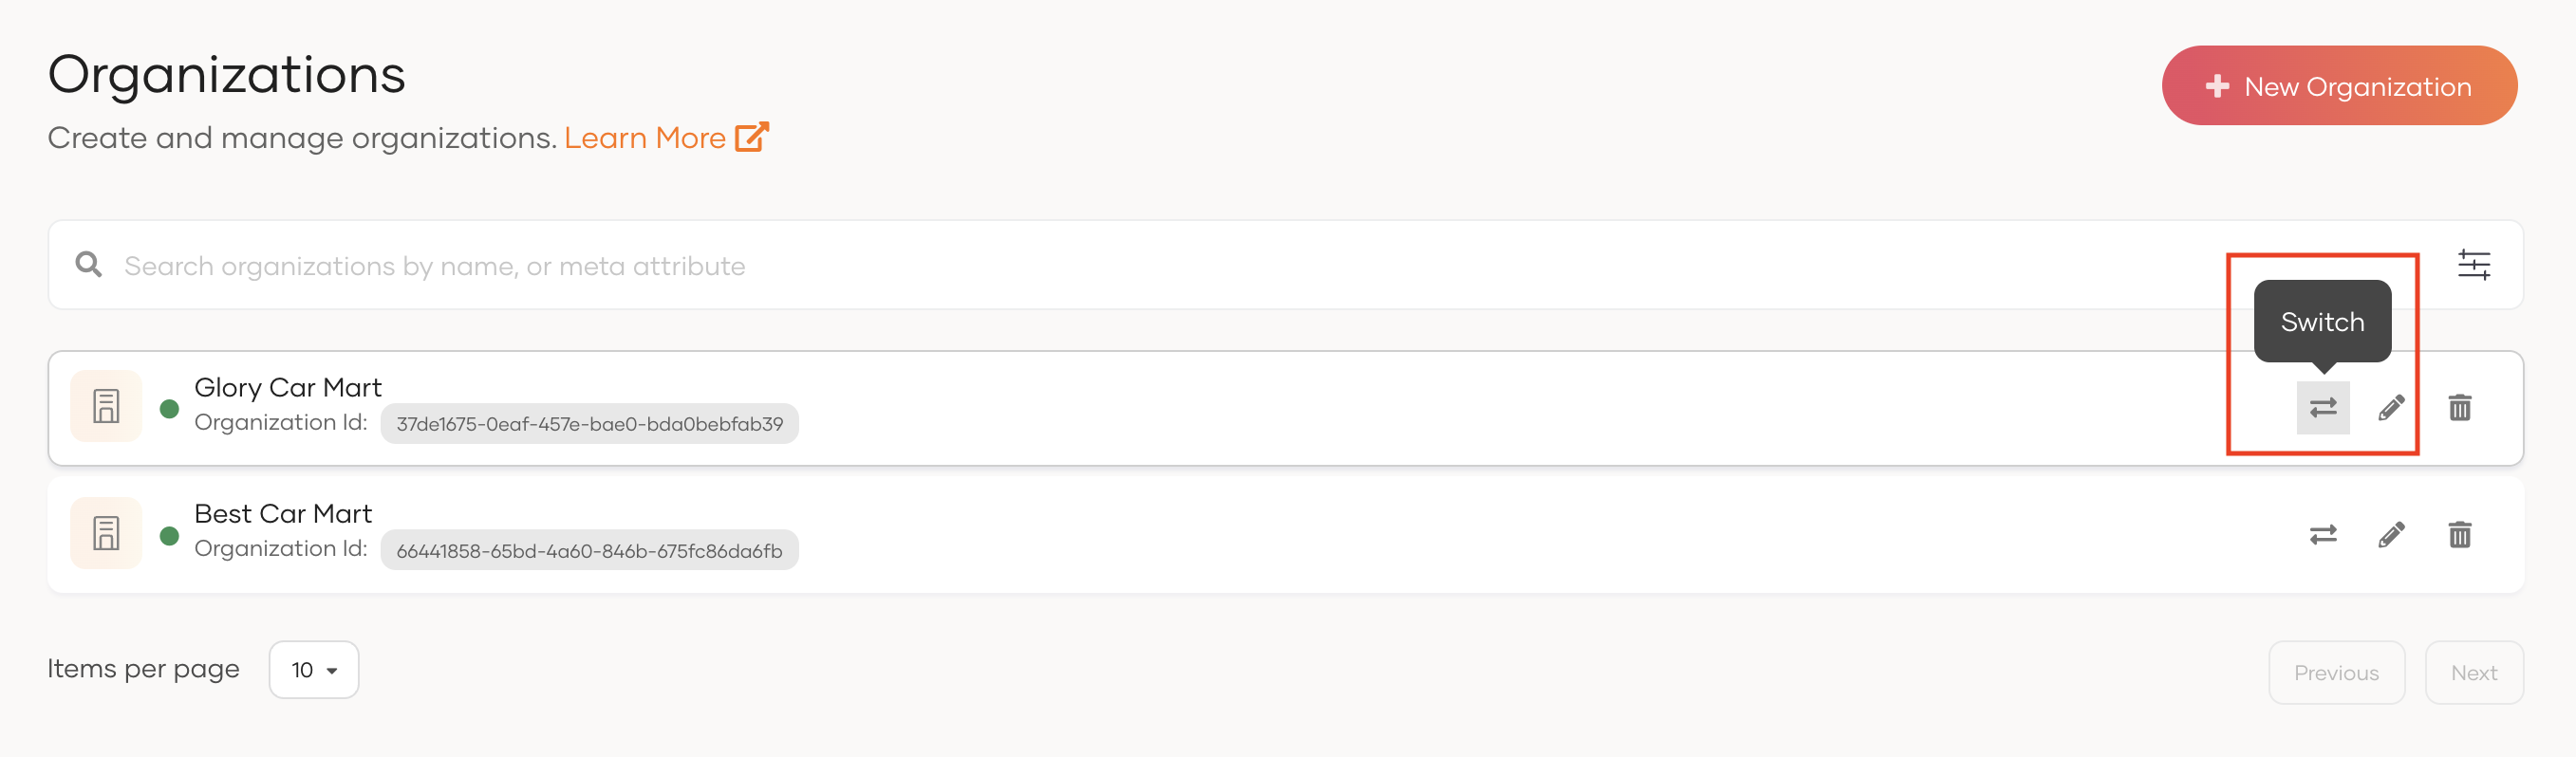 Organizations
Create and manage organizations. Learn More
New Organization
Search organizations by name, or meta attribute
Switch
Glory Car Mart
Organization Id: 37de1675-0eaf-457e-bae0-bda0bebfab39
Best Car Mart
Organization Id: 66441858-65bd-4a60-846b-675fc86da6fb
Items per page 10
Previous Next